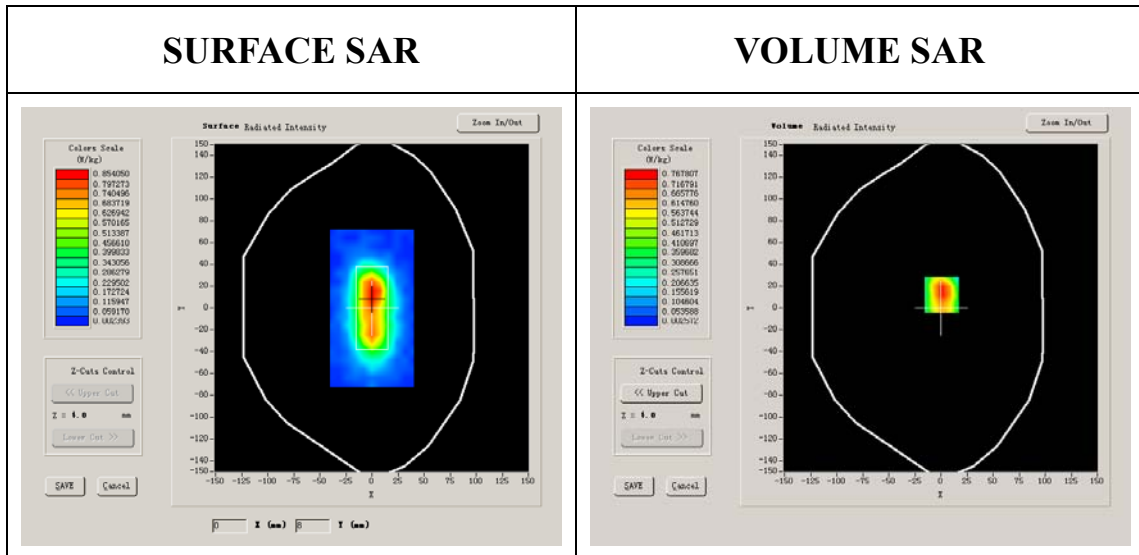 SURFACE SAR
VOLUME SAR
Surface Radiated Intensity
Zoom In/Out
Colors Scale
(W/kg)
0.854050
0.797273
0.740496
0.683719
0.626942
0.570165
0.513387
0.456610
0.399833
0.343056
0.286279
0.229502
0.172724
0.115947
0.059170
0.002393
150
140
120
100
80
60
40
20
0
-20
-40
-60
-80
-100
-120
-140
-150
Y
-150 -125 -100 -75 -50 -25 0 25 50 75 100 125 150
X
Z-Cuts Control
<< Upper Cut
Z = 4.0 mm
Lower Cut >>
SAVE Cancel
0 X (mm) 8 Y (mm)
Volume Radiated Intensity
Zoom In/Out
Colors Scale
(W/kg)
0.767807
0.716791
0.665776
0.614760
0.563744
0.512729
0.461713
0.410697
0.359682
0.308666
0.257651
0.206635
0.155619
0.104604
0.053588
0.002572
150
140
120
100
80
60
40
20
0
-20
-40
-60
-80
-100
-120
-140
-150
Y
-150 -125 -100 -75 -50 -25 0 25 50 75 100 125 150
X
Z-Cuts Control
<< Upper Cut
Z = 4.0 mm
Lower Cut >>
SAVE Cancel